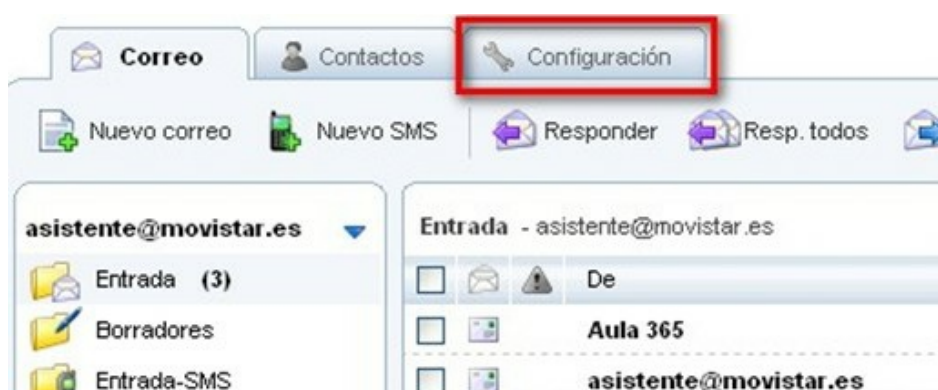 Correo Contactos Configuración
Nuevo correo Nuevo SMS Responder Resp. todos
asistente@movistar.es
Entrada (3)
Borradores
Entrada-SMS
Entrada - asistente@movistar.es
De
Aula 365
asistente@movistar.es